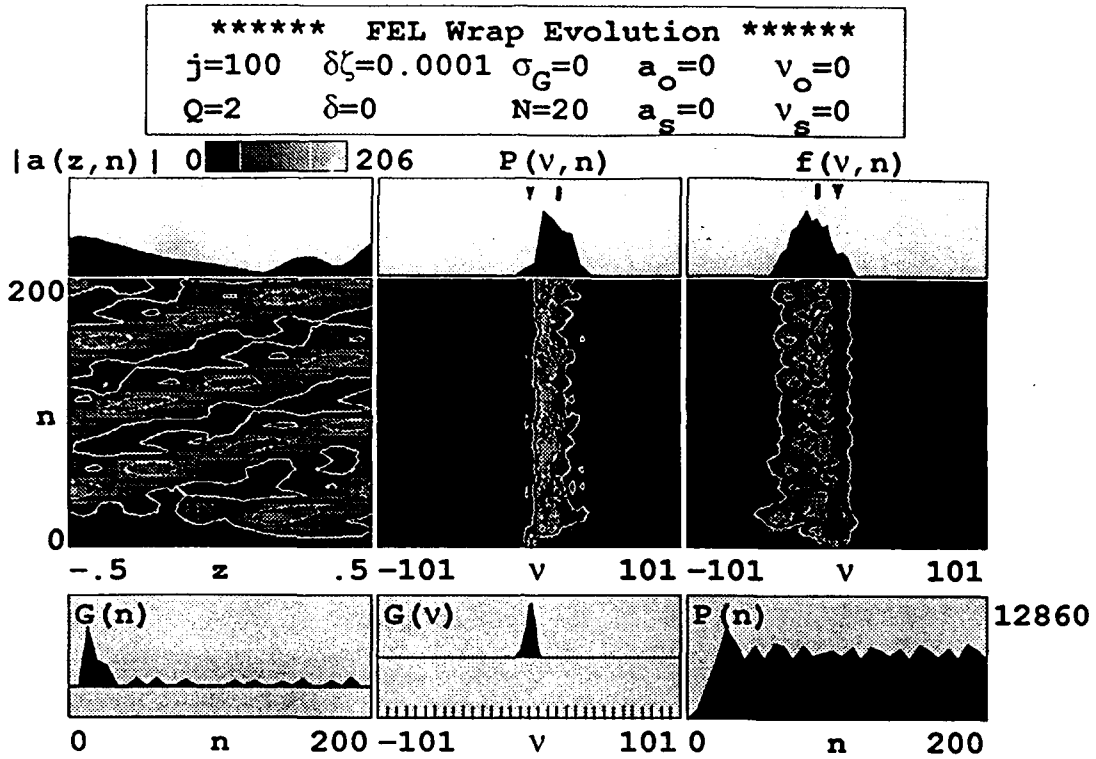 ****** FEL Wrap Evolution ******
j=100 δζ=0.0001 σG=0 ao=0 νo=0
Q=2 δ=0 N=20 as=0 νs=0
|a(z,n)| 0 206 P(ν,n) f(ν,n)
200
n
0
-.5 z .5 -101 ν 101 -101 ν 101
G(n) G(ν) P(n) 12860
0 n 200 -101 ν 101 0 n 200